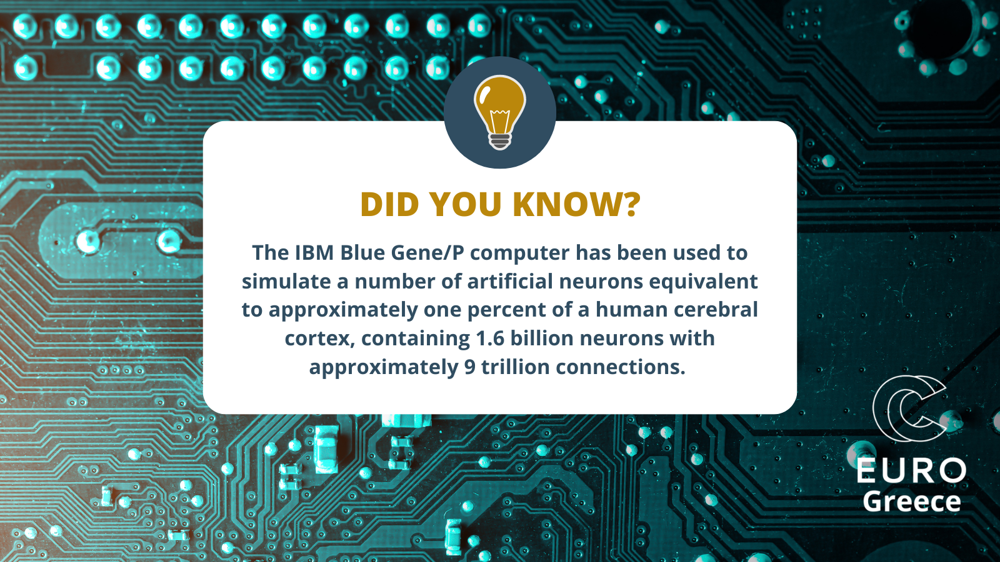 DID YOU KNOW?
The IBM Blue Gene/P computer has been used to
simulate a number of artificial neurons equivalent
to approximately one percent of a human cerebral
cortex, containing 1.6 billion neurons with
approximately 9 trillion connections.
EURO
Greece